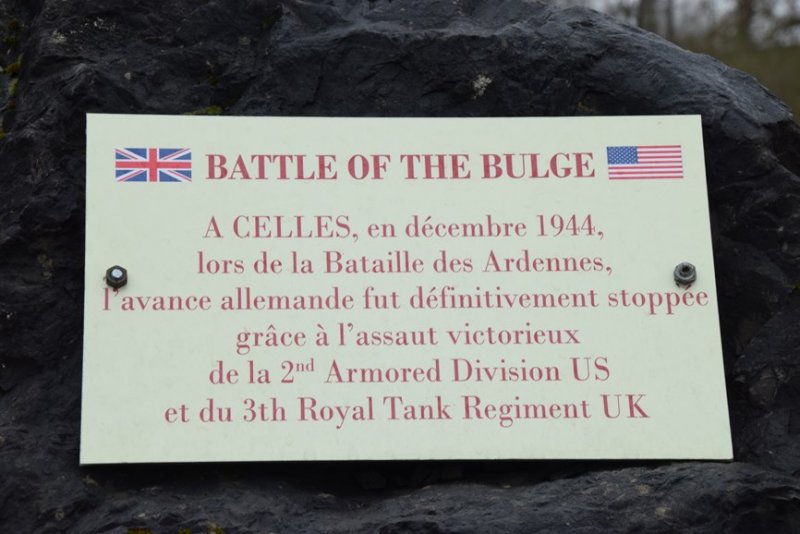 BATTLE OF THE BULGE
A CELLES, en décembre 1944,
lors de la Bataille des Ardennes,
l'avance allemande fut définitivement stoppée
grâce à l'assaut victorieux
de la 2nd Armored Division US
et du 3th Royal Tank Regiment UK